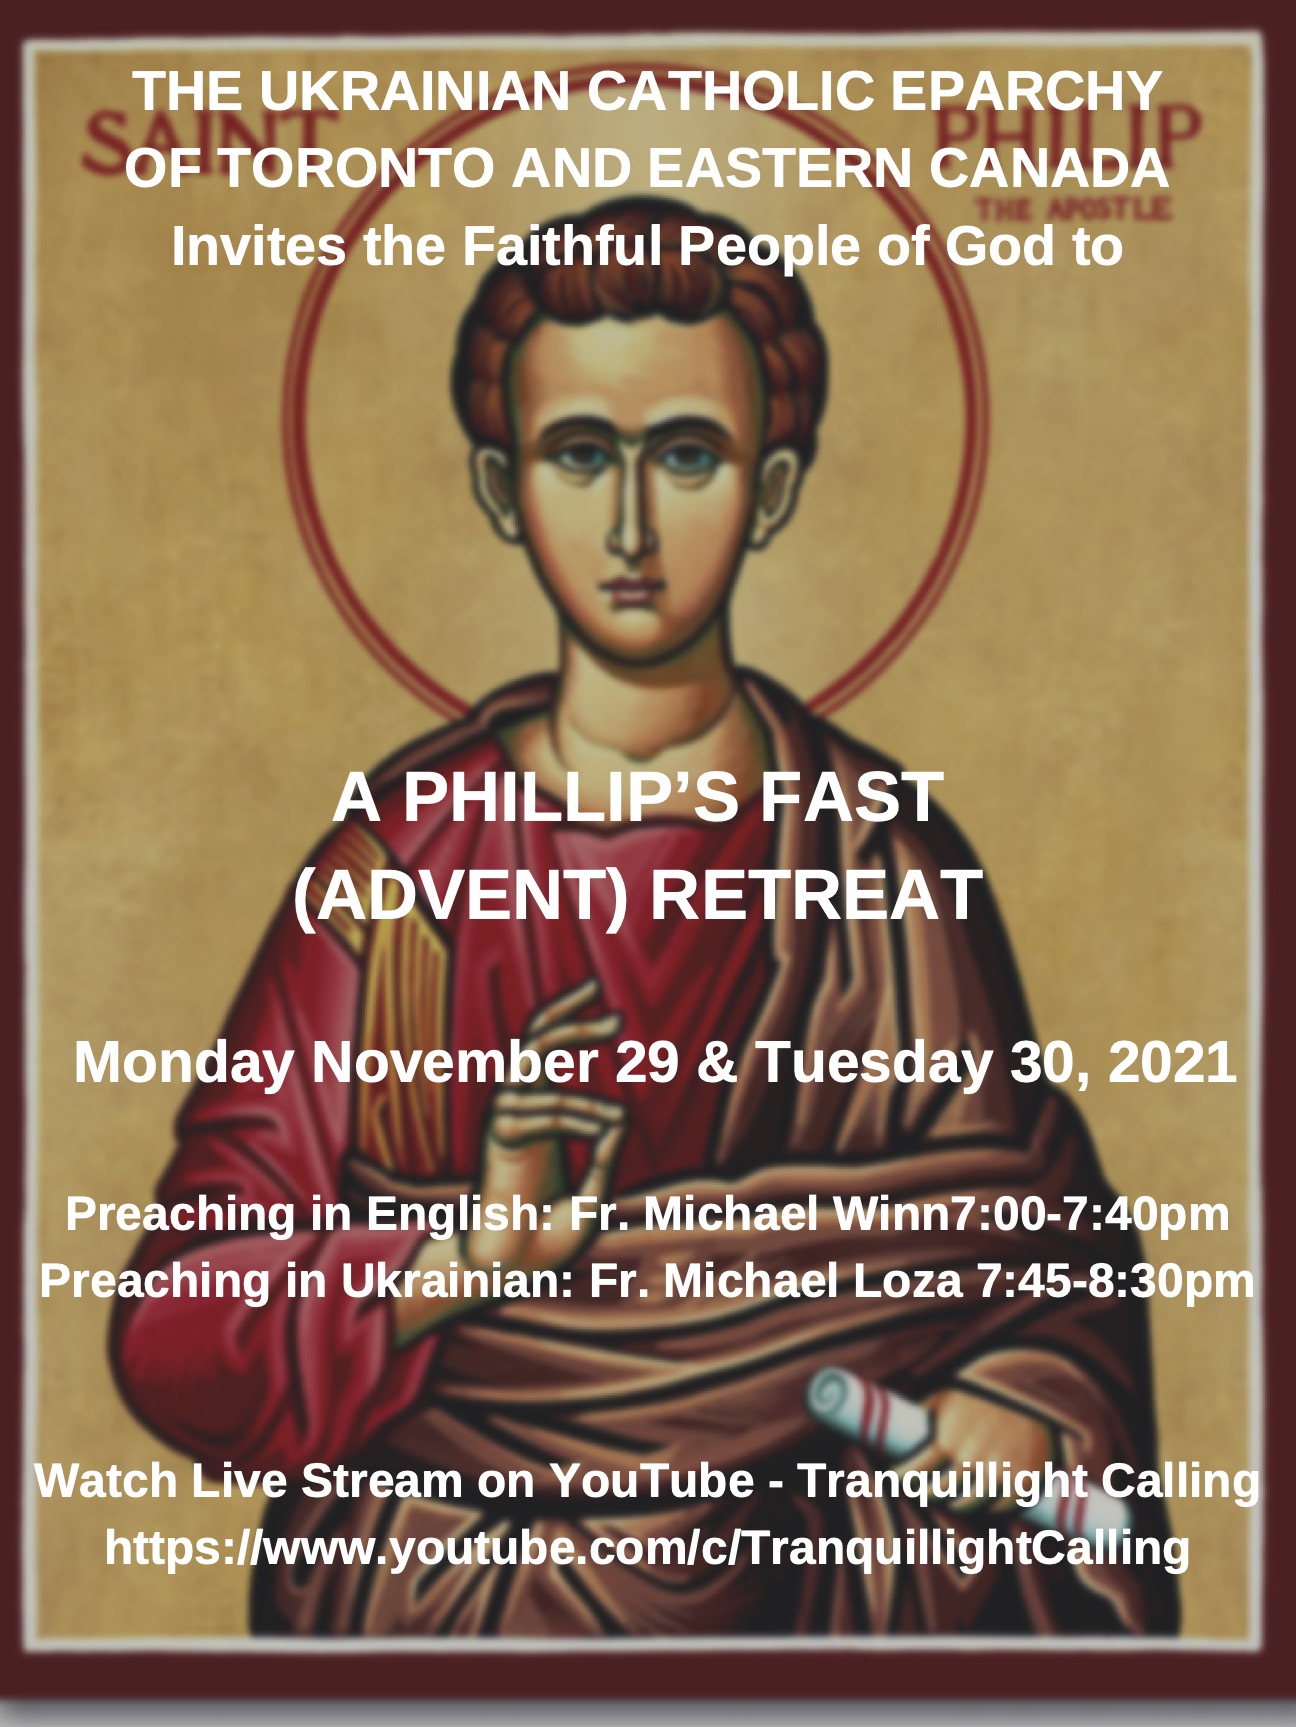 THE UKRAINIAN CATHOLIC EPARCHY
SAINT PHILIP
OF TORONTO AND EASTERN CANADA
THE APOSTLE
Invites the Faithful People of God to
A PHILLIP’S FAST
(ADVENT) RETREAT
Monday November 29 & Tuesday 30, 2021
Preaching in English: Fr. Michael Winn7:00-7:40pm
Preaching in Ukrainian: Fr. Michael Loza 7:45-8:30pm
Watch Live Stream on YouTube - Tranquillight Calling
https://www.youtube.com/c/TranquillightCalling